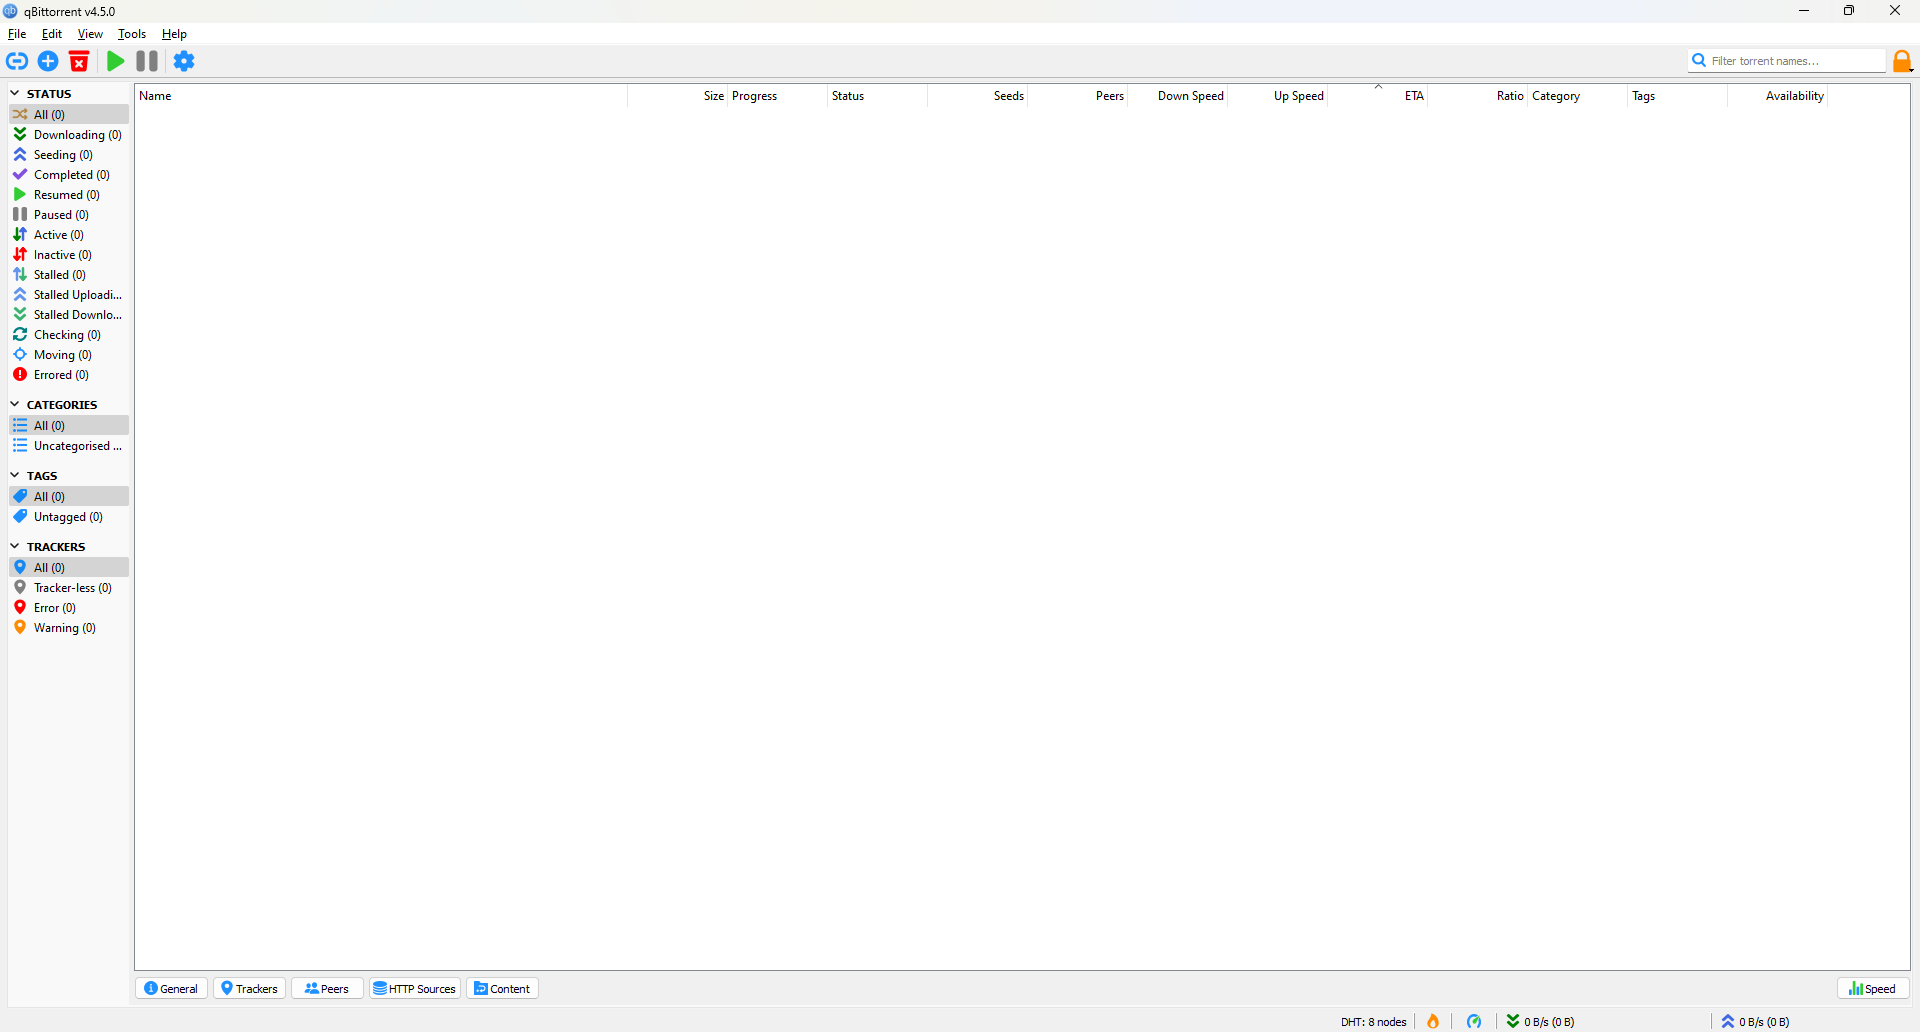 qBittorrent v4.5.0
File Edit View Tools Help
Filter torrent names...
STATUS
All (0)
Downloading (0)
Seeding (0)
Completed (0)
Resumed (0)
Paused (0)
Active (0)
Inactive (0)
Stalled (0)
Stalled Uploadi...
Stalled Downlo...
Checking (0)
Moving (0)
Errored (0)
CATEGORIES
All (0)
Uncategorised ...
TAGS
All (0)
Untagged (0)
TRACKERS
All (0)
Tracker-less (0)
Error (0)
Warning (0)
Name Size Progress Status Seeds Peers Down Speed Up Speed ETA Ratio Category Tags Availability
General Trackers Peers HTTP Sources Content Speed
DHT: 8 nodes 0 B/s (0 B) 0 B/s (0 B)